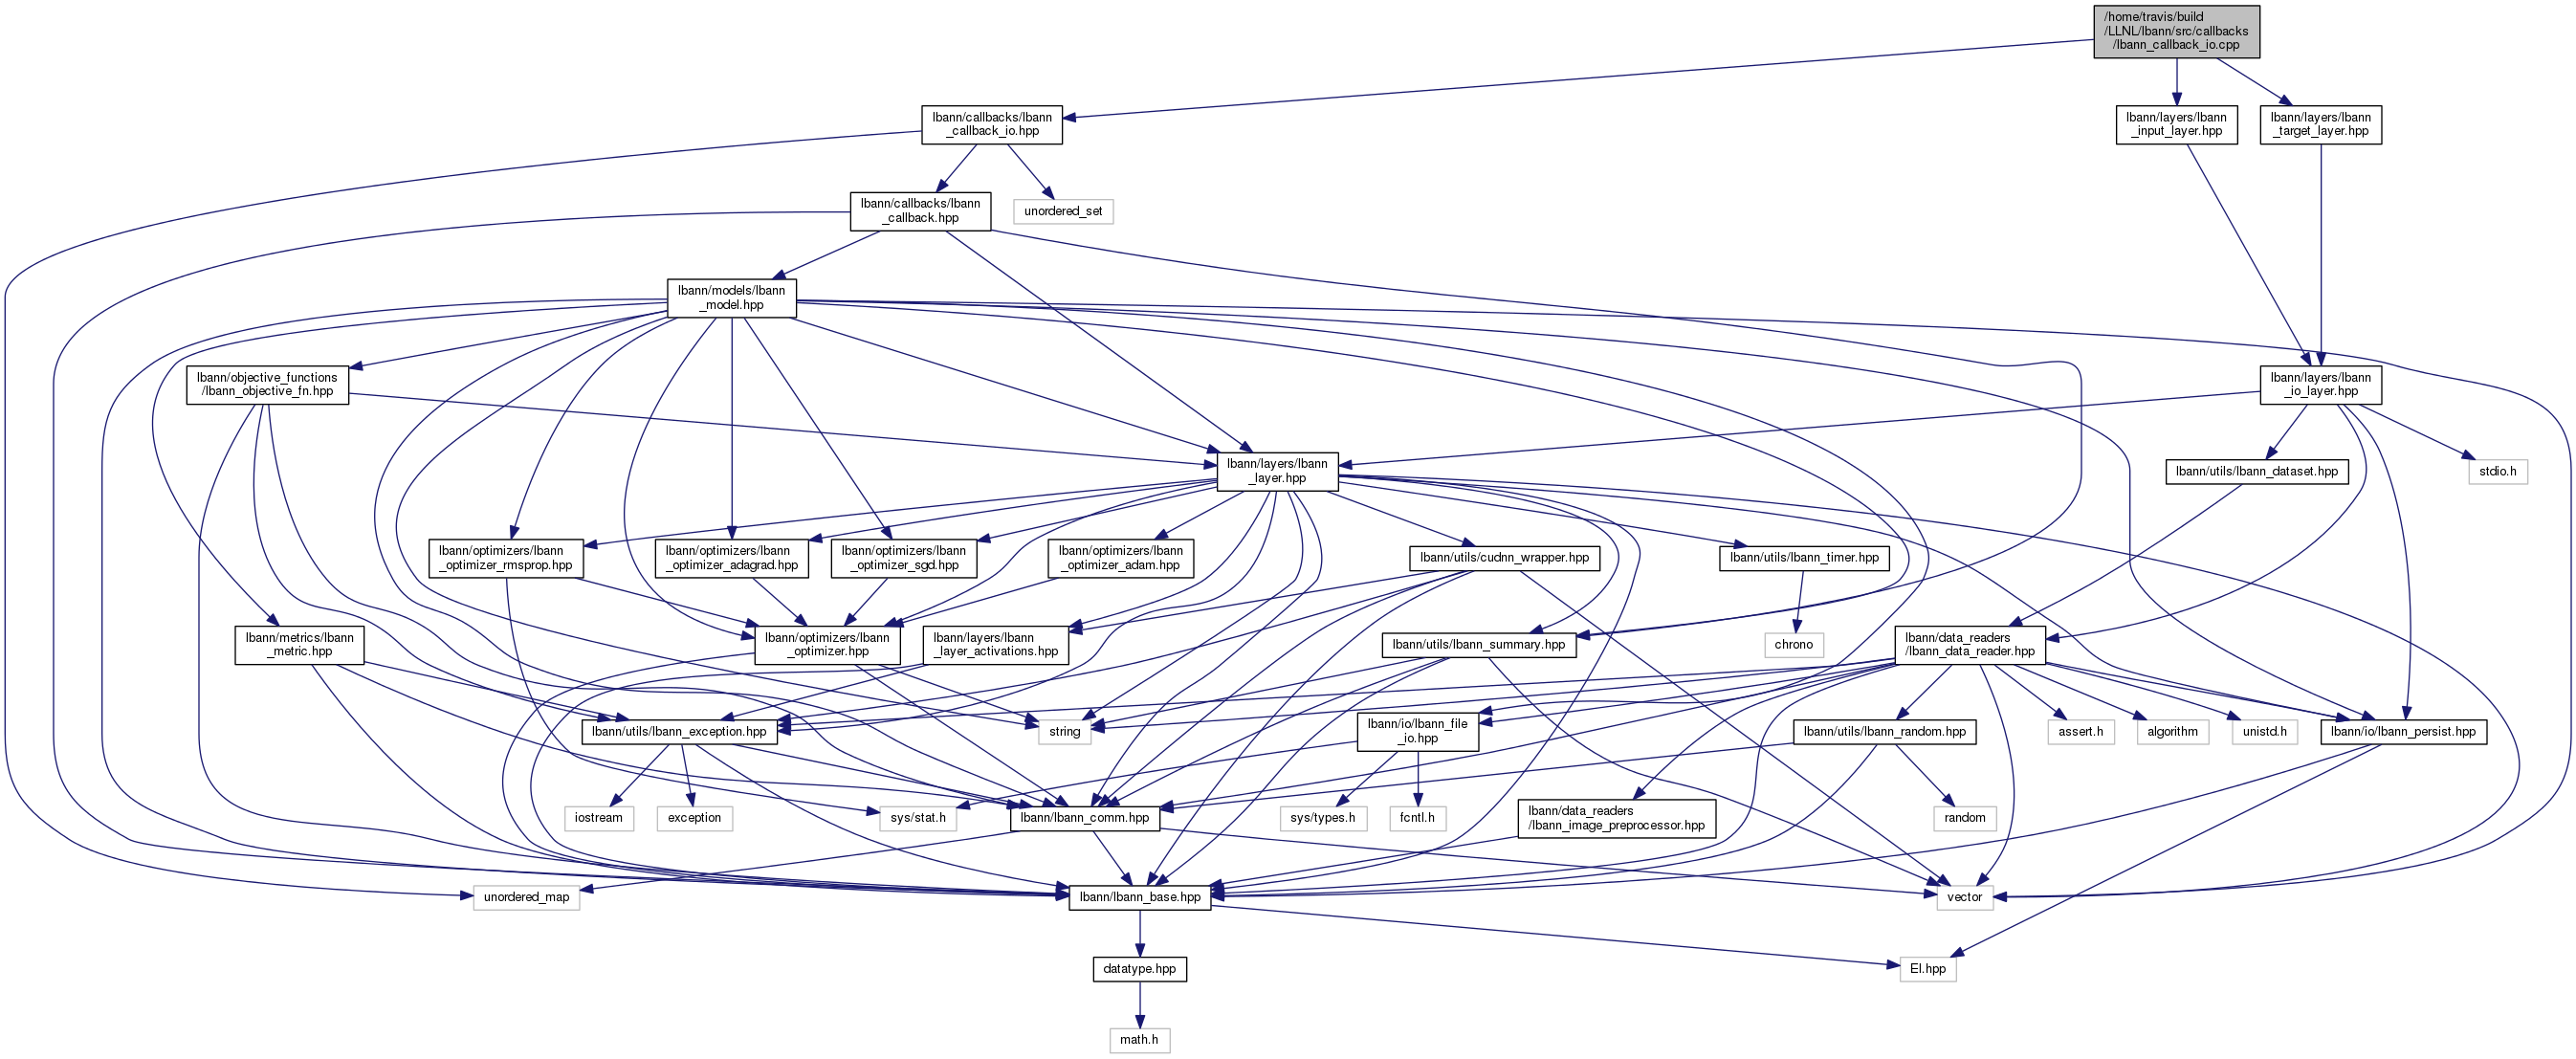 /home/travis/build
/LLNL/lbann/src/callbacks
/lbann_callback_io.cpp
lbann/callbacks/lbann
_callback_io.hpp
lbann/layers/lbann
_input_layer.hpp
lbann/layers/lbann
_target_layer.hpp
lbann/callbacks/lbann
_callback.hpp
unordered_set
lbann/models/lbann
_model.hpp
lbann/objective_functions
/lbann_objective_fn.hpp
lbann/layers/lbann
_io_layer.hpp
lbann/layers/lbann
_layer.hpp
lbann/utils/lbann_dataset.hpp
stdio.h
lbann/optimizers/lbann
_optimizer_rmsprop.hpp
lbann/optimizers/lbann
_optimizer_adagrad.hpp
lbann/optimizers/lbann
_optimizer_sgd.hpp
lbann/optimizers/lbann
_optimizer_adam.hpp
lbann/utils/cudnn_wrapper.hpp
lbann/utils/lbann_timer.hpp
lbann/metrics/lbann
_metric.hpp
lbann/optimizers/lbann
_optimizer.hpp
lbann/layers/lbann
_layer_activations.hpp
lbann/utils/lbann_summary.hpp
chrono
lbann/data_readers
/lbann_data_reader.hpp
lbann/utils/lbann_exception.hpp
string
lbann/io/lbann_file
_io.hpp
lbann/utils/lbann_random.hpp
assert.h
algorithm
unistd.h
lbann/io/lbann_persist.hpp
iostream
exception
sys/stat.h
lbann/lbann_comm.hpp
sys/types.h
fcntl.h
lbann/data_readers
/lbann_image_preprocessor.hpp
random
unordered_map
lbann/lbann_base.hpp
vector
datatype.hpp
El.hpp
math.h